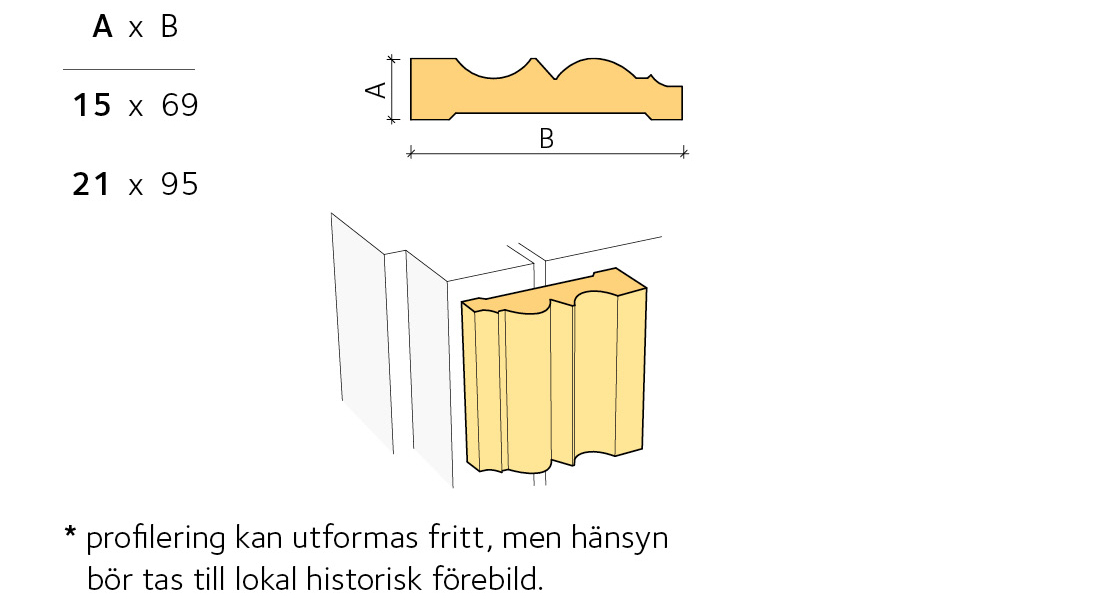 A x B
15 x 69
21 x 95
A
B
* profilering kan utformas fritt, men hänsyn
bör tas till lokal historisk förebild.